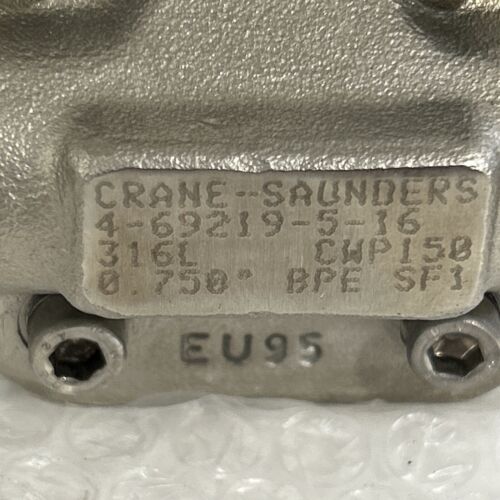 CRANE-SAUNDERS
4-69219-5-16
316L CWP150
0.750" BPE SF1
EU95